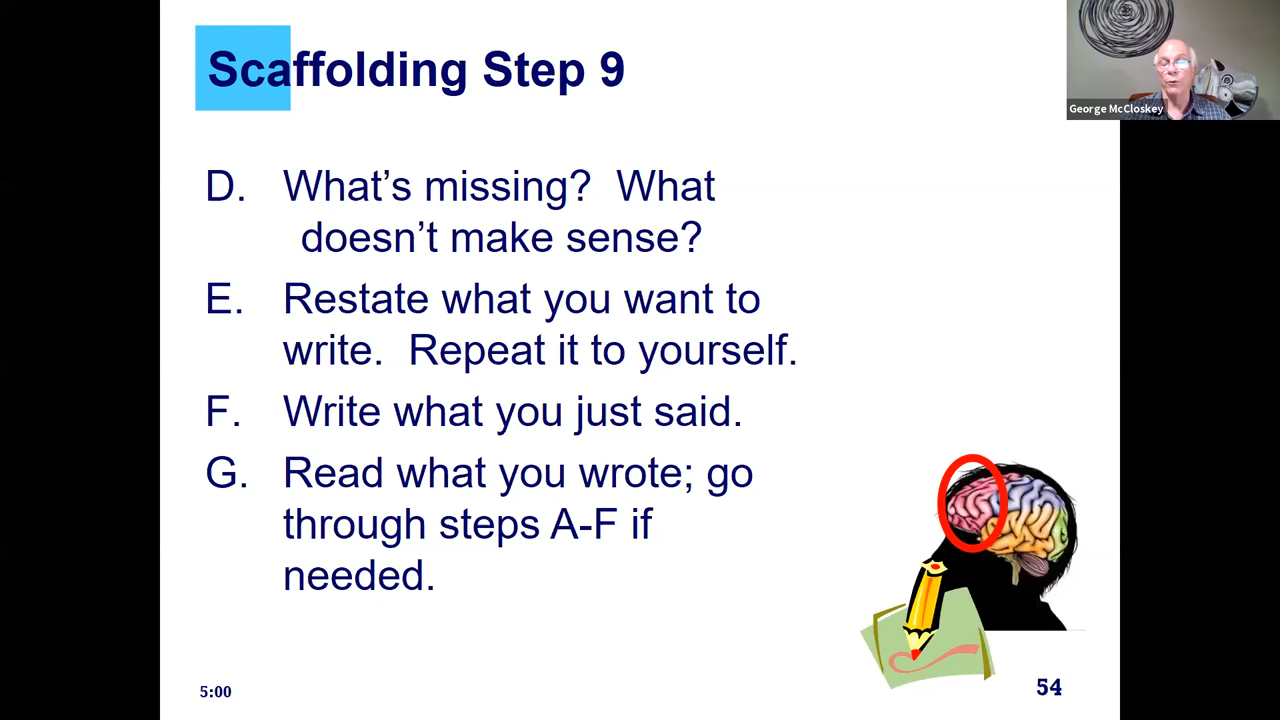 Scaffolding Step 9
George McCloskey
D. What’s missing? What
doesn’t make sense?
E. Restate what you want to
write. Repeat it to yourself.
F. Write what you just said.
G. Read what you wrote; go
through steps A-F if
needed.
5:00
54